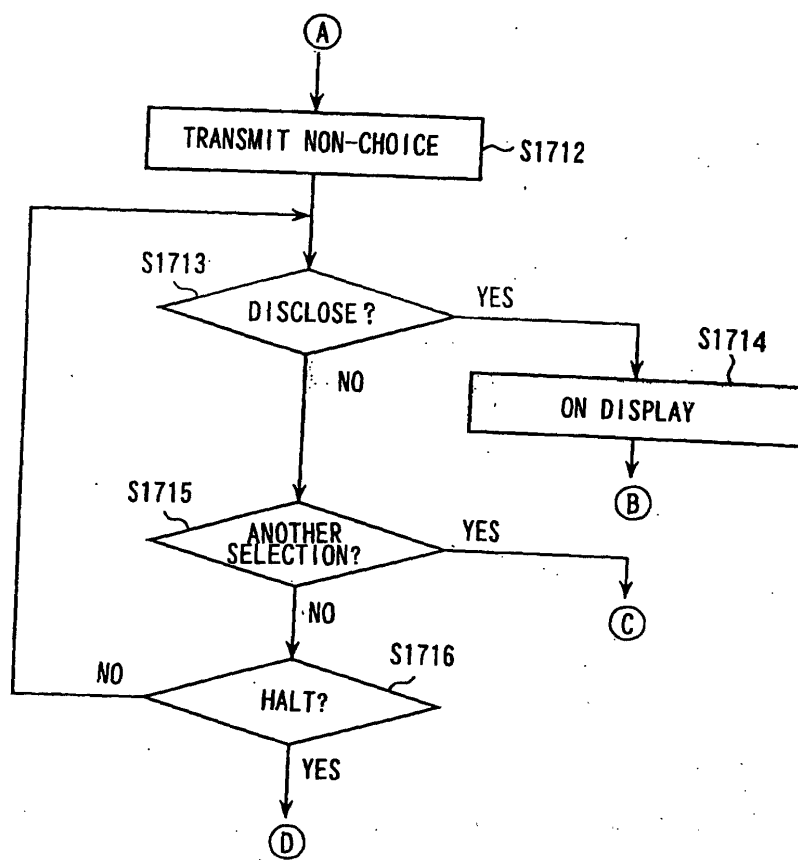 A
TRANSMIT NON-CHOICE
S1712
S1713
DISCLOSE?
YES
S1714
NO
ON DISPLAY
B
S1715
ANOTHER
SELECTION?
YES
C
NO
S1716
NO
HALT?
YES
D